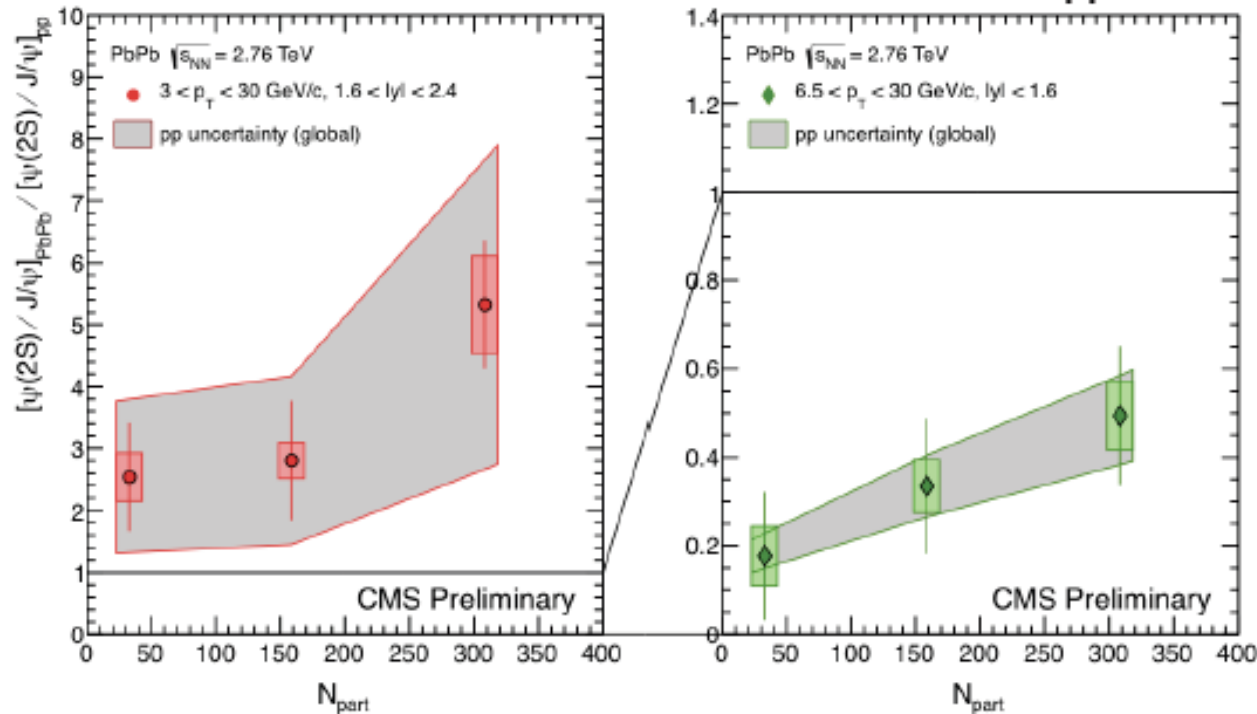 pp
[ψ(2S) / J/ψ]PbPb / [ψ(2S) / J/ψ]pp
10
9
8
7
6
5
4
3
2
1
0
PbPb √sNN = 2.76 TeV
3 < pT < 30 GeV/c, 1.6 < |y| < 2.4
pp uncertainty (global)
CMS Preliminary
0 50 100 150 200 250 300 350 400
Npart
1.4
1.2
1
0.8
0.6
0.4
0.2
0
PbPb √sNN = 2.76 TeV
6.5 < pT < 30 GeV/c, |y| < 1.6
pp uncertainty (global)
CMS Preliminary
0 50 100 150 200 250 300 350 400
Npart